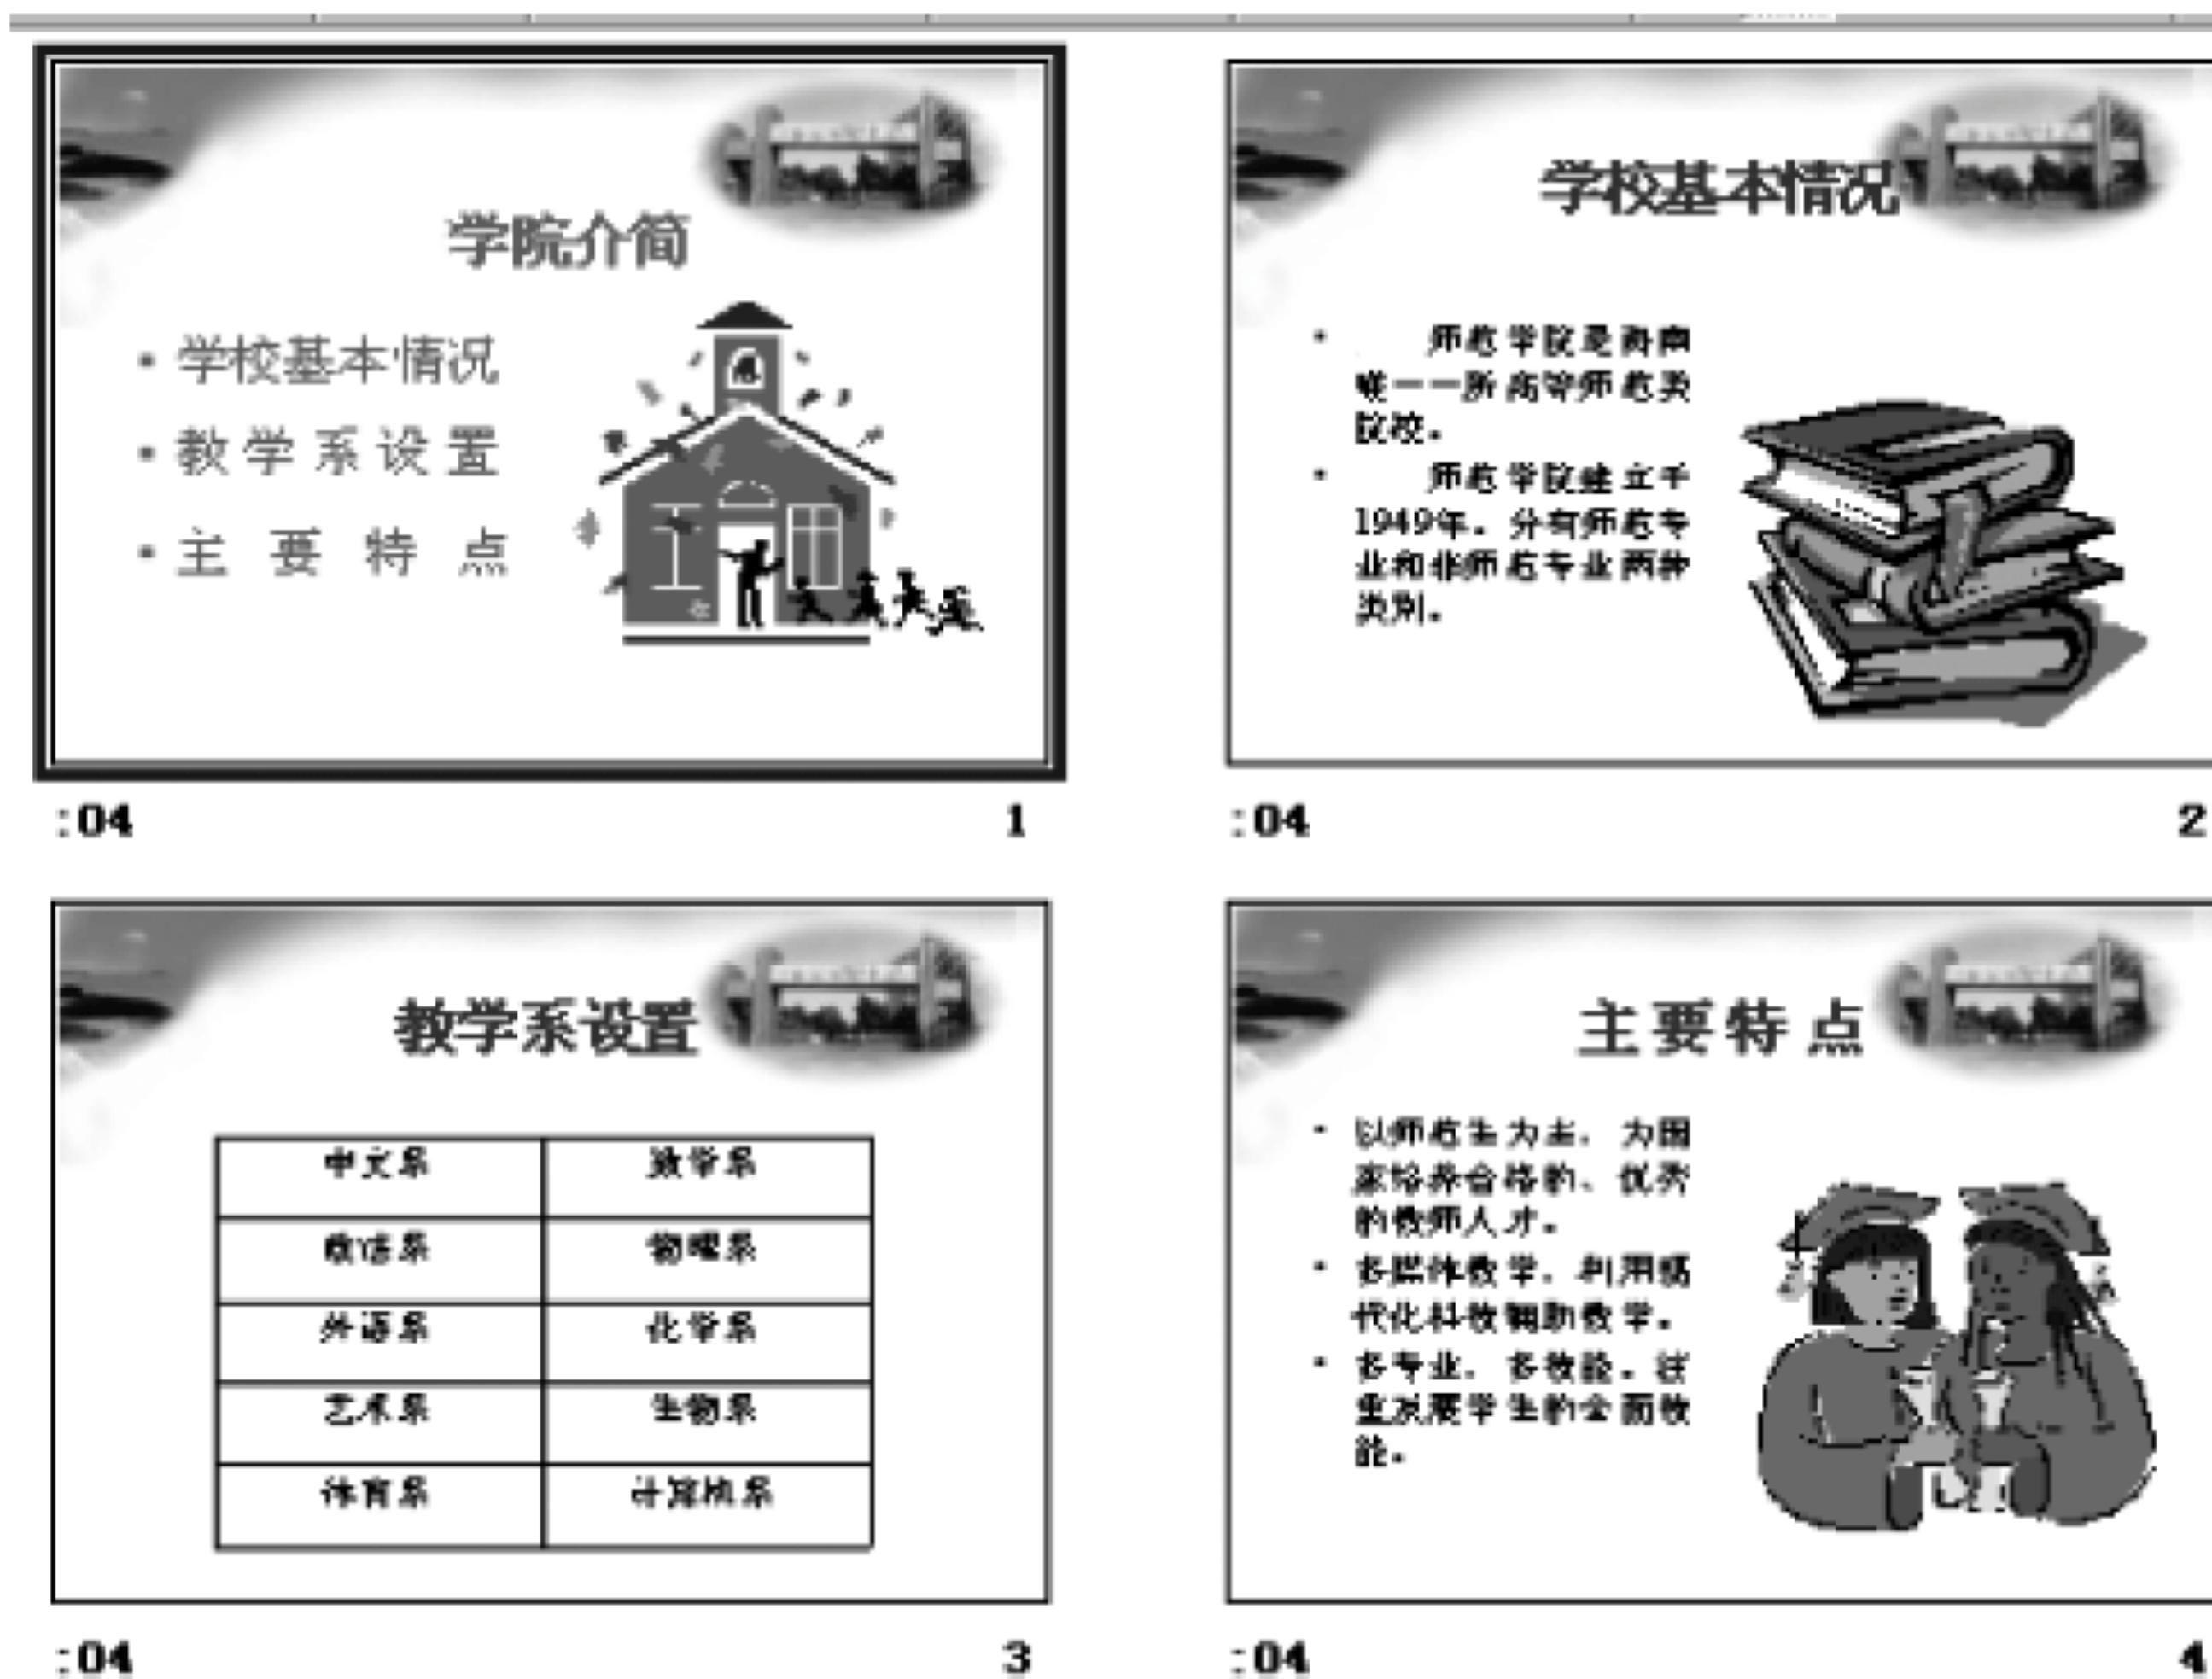 学院介简
• 学校基本情况
• 教学系设置
• 主要特点
:04 1
学校基本情况
• 师范学院是海南
唯一一所高等师范类
院校。
• 师范学院建立于
1949年。分有师范专
业和非师范专业两种
类别。
:04 2
教学系设置
中文系 数学系
政法系 物理系
外语系 化学系
艺术系 生物系
体育系 计算机系
:04 3
主要特点
• 以师范生为主，为国
家培养合格的、优秀
的教师人才。
• 多媒体教学，利用现
代化科技辅助教学。
• 多专业，多技能。注
重发展学生的全面技
能。
:04 4